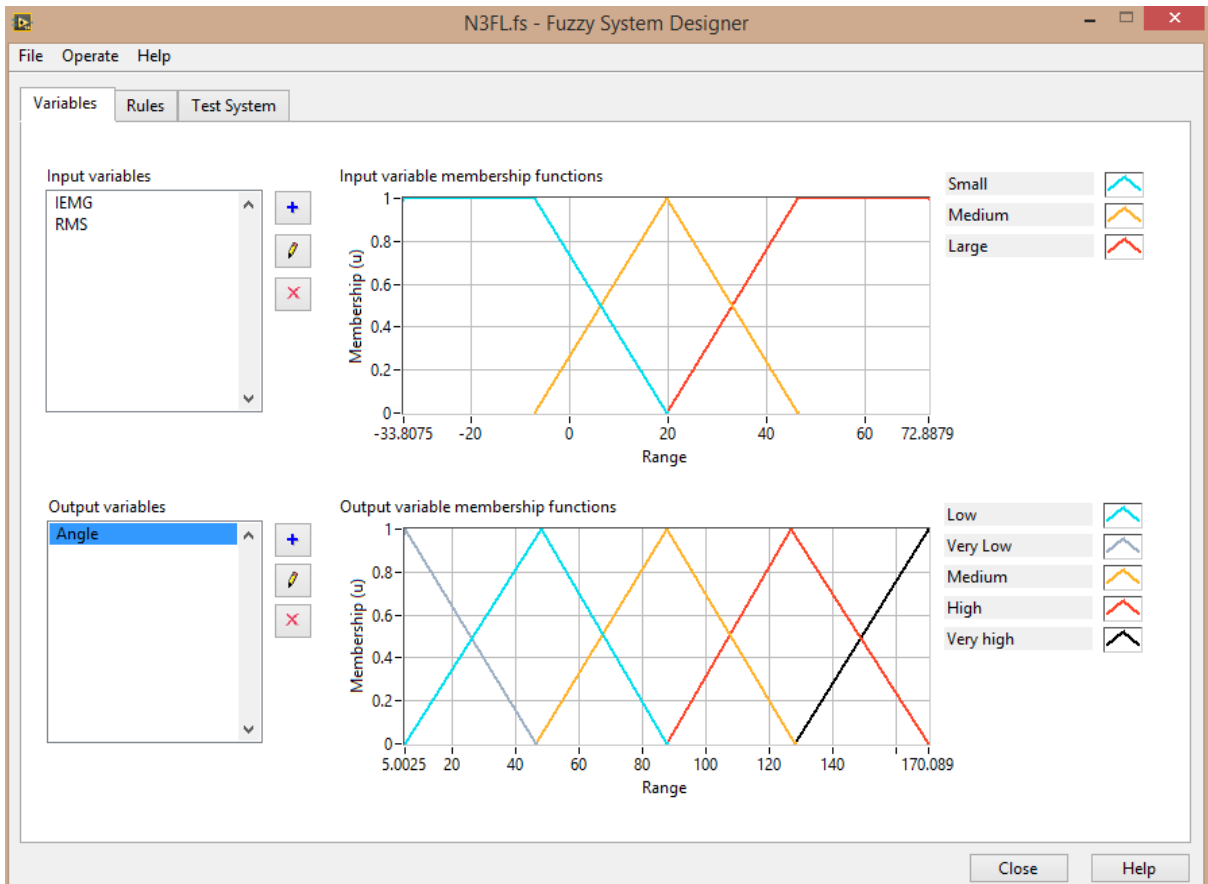 N3FL.fs - Fuzzy System Designer
File Operate Help
Variables Rules Test System
Input variables
IEMG
RMS
Input variable membership functions
Membership (u)
1
0.8
0.6
0.4
0.2
0
-33.8075 -20 0 20 40 60 72.8879
Range
Small
Medium
Large
Output variables
Angle
Output variable membership functions
Membership (u)
1
0.8
0.6
0.4
0.2
0
5.0025 20 40 60 80 100 120 140 170.089
Range
Low
Very Low
Medium
High
Very high
Close Help